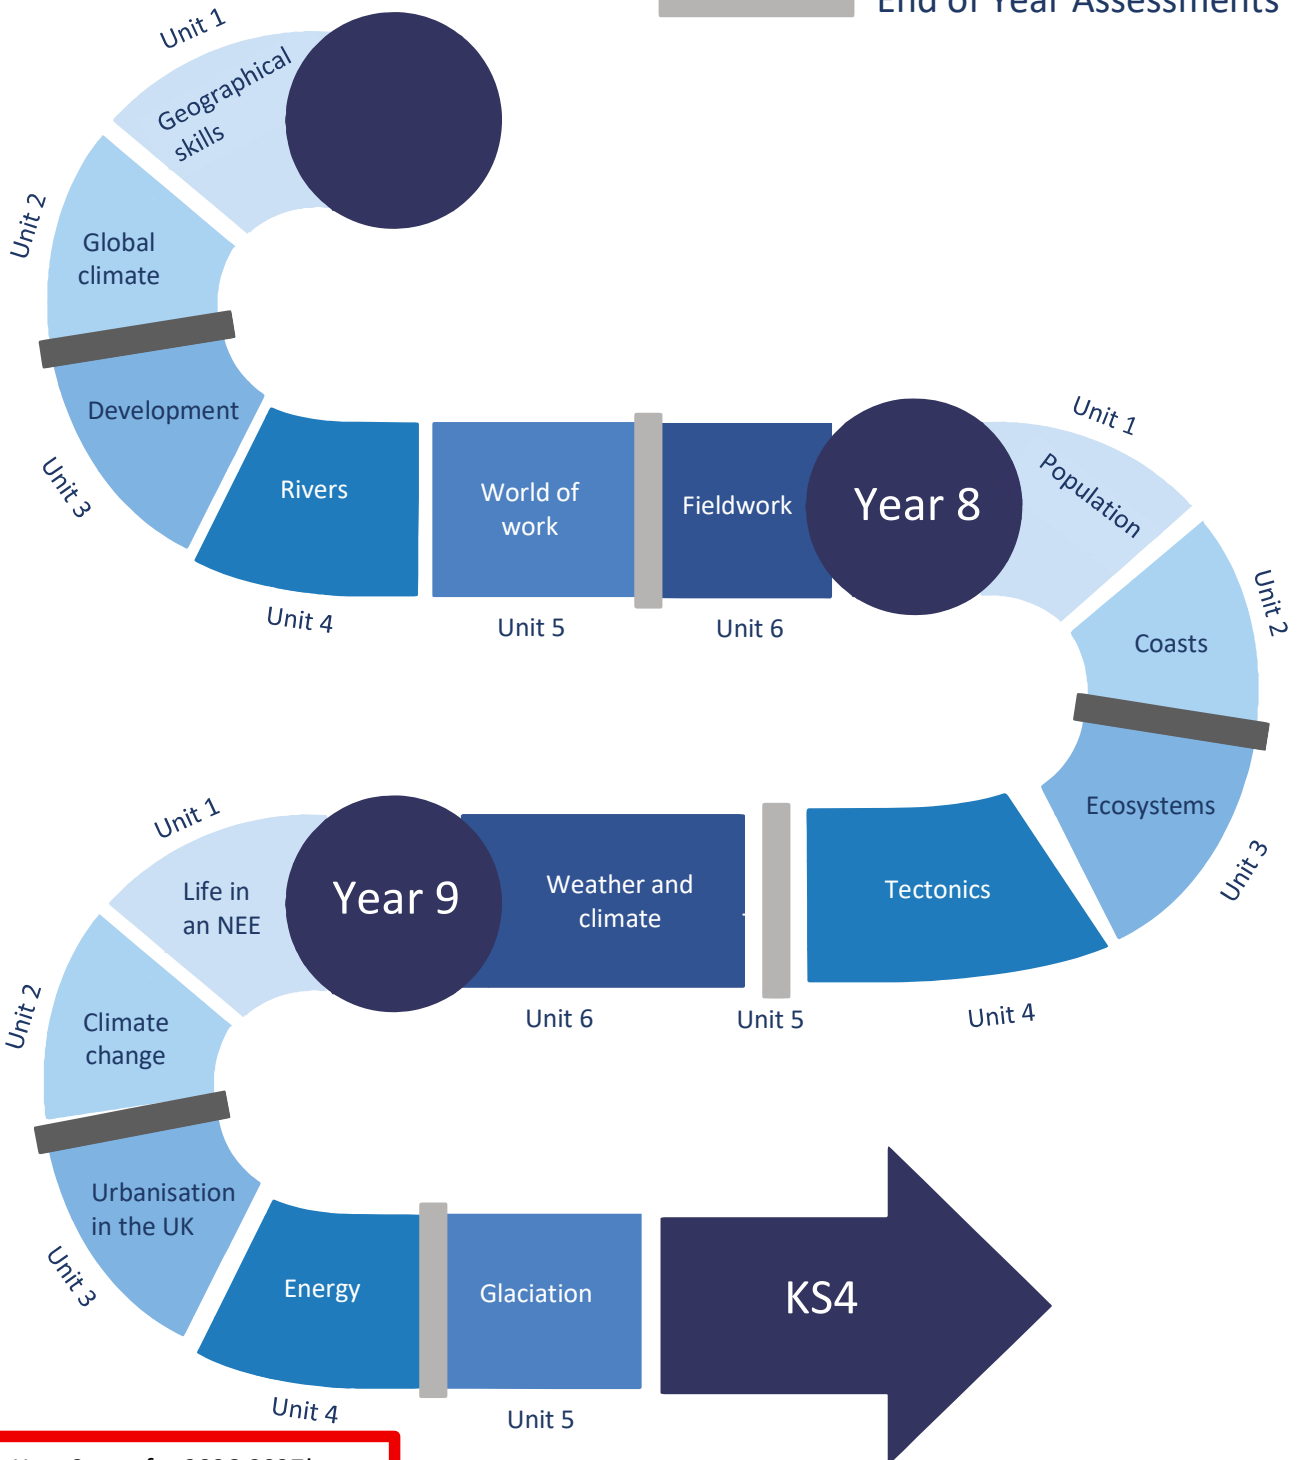 End of Year Assessments
Unit 1
Geographical
skills
Unit 2
Global
climate
Development
Unit 3
Rivers
Unit 4
World of
work
Unit 5
Fieldwork
Unit 6
Year 8
Unit 1
Population
Unit 2
Coasts
Ecosystems
Unit 3
Tectonics
Unit 4
Unit 5
Weather and
climate
Unit 6
Year 9
Unit 1
Life in
an NEE
Unit 2
Climate
change
Urbanisation
in the UK
Unit 3
Energy
Unit 4
Glaciation
Unit 5
KS4